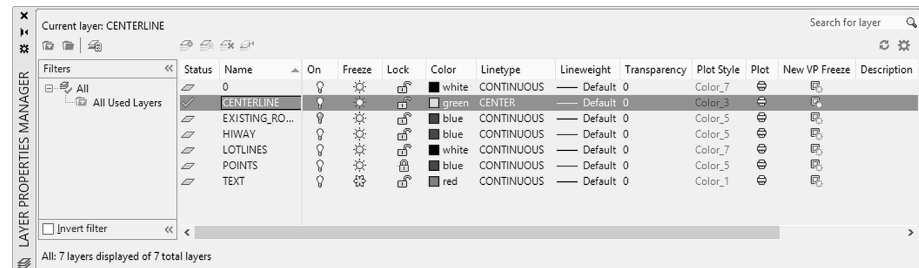 Current layer: CENTERLINE
Search for layer
Filters
All
All Used Layers
Invert filter
Status Name On Freeze Lock Color Linetype Lineweight Transparency Plot Style Plot New VP Freeze Description
0 white CONTINUOUS Default 0 Color_7
CENTERLINE green CENTER Default 0 Color_3
EXISTING_RO... blue CONTINUOUS Default 0 Color_5
HIWAY blue CONTINUOUS Default 0 Color_5
LOTLINES white CONTINUOUS Default 0 Color_7
POINTS blue CONTINUOUS Default 0 Color_5
TEXT red CONTINUOUS Default 0 Color_1
All: 7 layers displayed of 7 total layers
LAYER PROPERTIES MANAGER